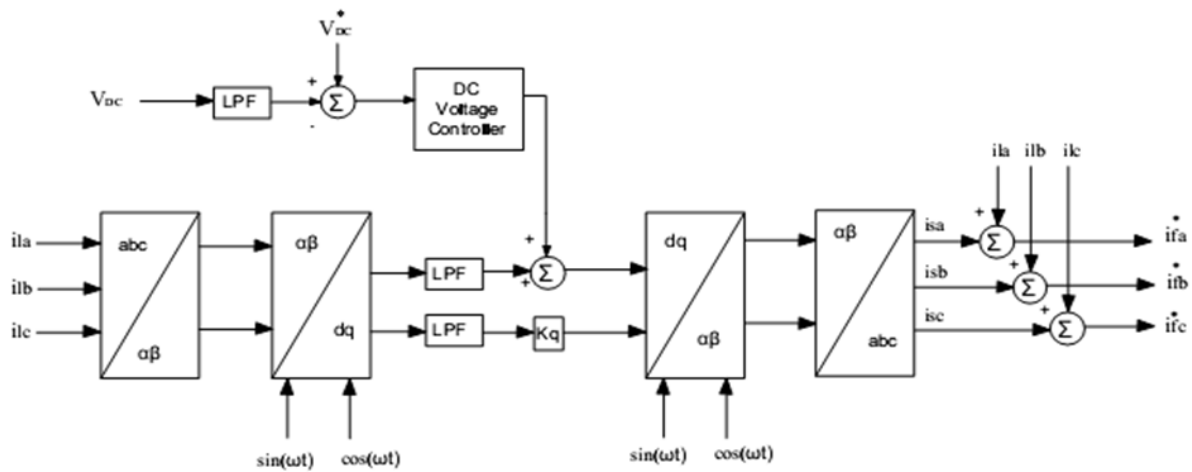 V*DC
VDC
LPF
+
Σ
-
DC
Voltage
Controlller
ila
ilb
ilc
abc
αβ
αβ
dq
sin(ωt)
cos(ωt)
LPF
LPF
Kq
+
+
Σ
dq
αβ
sin(ωt)
cos(ωt)
αβ
abc
isa
isb
isc
ila
ilb
ilc
+
Σ
+
Σ
+
Σ
i*fa
i*fb
i*fc